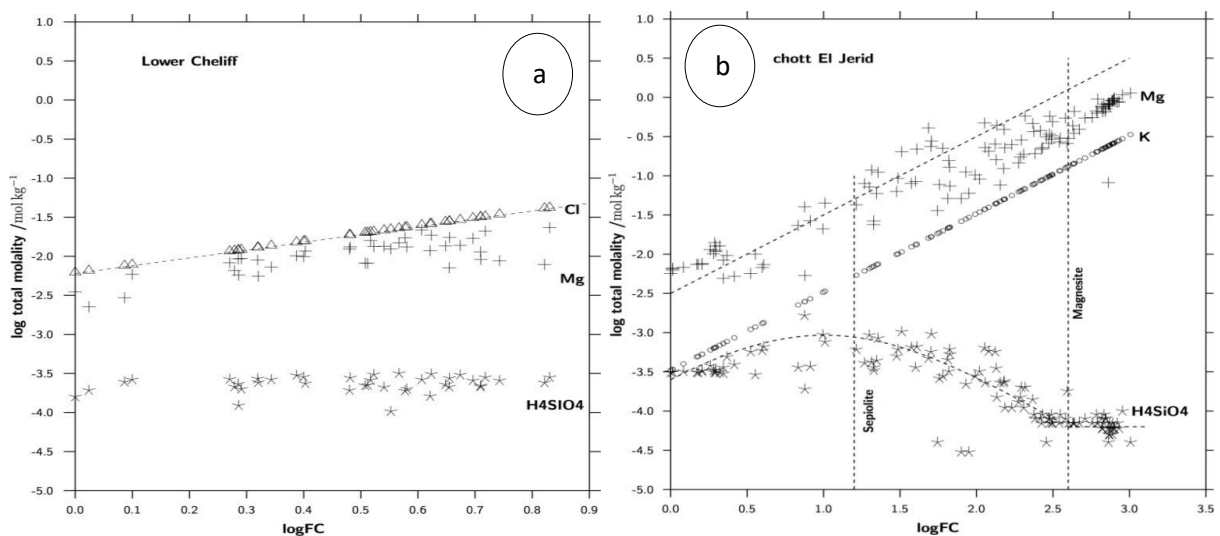 a
Lower Cheliff
1.0
0.5
0.0
-0.5
-1.0
-1.5
-2.0
-2.5
-3.0
-3.5
-4.0
-4.5
-5.0
log total molality /mol kg−1
Cl
Mg
H4SIO4
0.0 0.1 0.2 0.3 0.4 0.5 0.6 0.7 0.8 0.9
logFC
b
chott El Jerid
1.0
0.5
0.0
- 0.5
-1.0
-1.5
-2.0
-2.5
-3.0
-3.5
-4.0
-4.5
-5.0
log total molality /mol kg−1
Mg
K
H4SiO4
Sepiolite
Magnesite
0.0 0.5 1.0 1.5 2.0 2.5 3.0 3.5
logFC